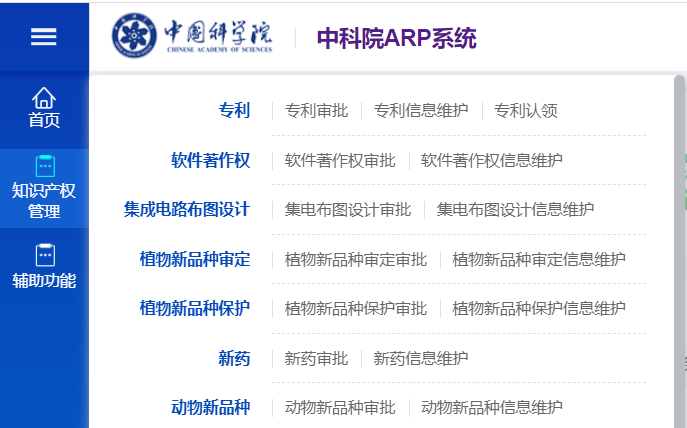 中国科学院
CHINESE ACADEMY OF SCIENCES
中科院ARP系统
首页
知识产权
管理
辅助功能
专利 专利审批 专利信息维护 专利认领
软件著作权 软件著作权审批 软件著作权信息维护
集成电路布图设计 集电布图设计审批 集电布图设计信息维护
植物新品种审定 植物新品种审定审批 植物新品种审定信息维护
植物新品种保护 植物新品种保护审批 植物新品种保护信息维护
新药 新药审批 新药信息维护
动物新品种 动物新品种审批 动物新品种信息维护